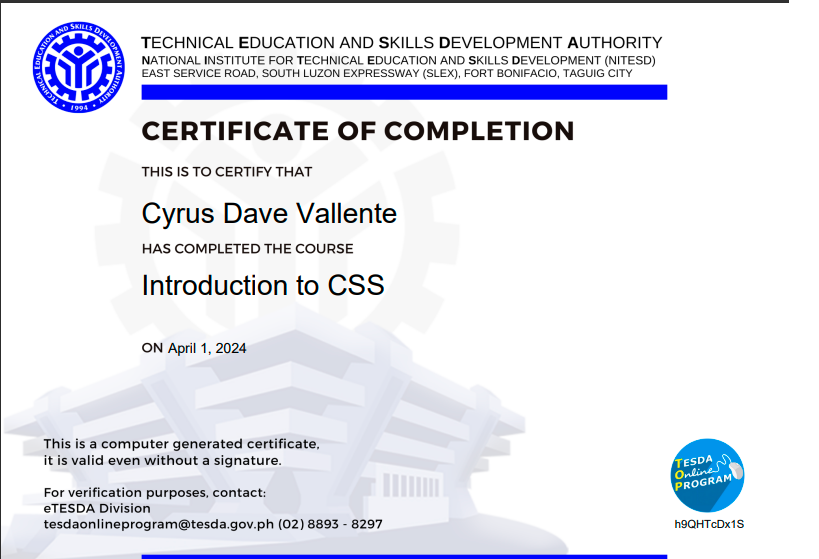 TECHNICAL EDUCATION AND SKILLS DEVELOPMENT AUTHORITY
• 1994 •
TECHNICAL EDUCATION AND SKILLS DEVELOPMENT AUTHORITY
NATIONAL INSTITUTE FOR TECHNICAL EDUCATION AND SKILLS DEVELOPMENT (NITESD)
EAST SERVICE ROAD, SOUTH LUZON EXPRESSWAY (SLEX), FORT BONIFACIO, TAGUIG CITY
CERTIFICATE OF COMPLETION
THIS IS TO CERTIFY THAT
Cyrus Dave Vallente
HAS COMPLETED THE COURSE
Introduction to CSS
ON April 1, 2024
This is a computer generated certificate,
it is valid even without a signature.
For verification purposes, contact:
eTESDA Division
tesdaonlineprogram@tesda.gov.ph (02) 8893 - 8297
TESDA
Online
PROGRAM
h9QHTcDx1S